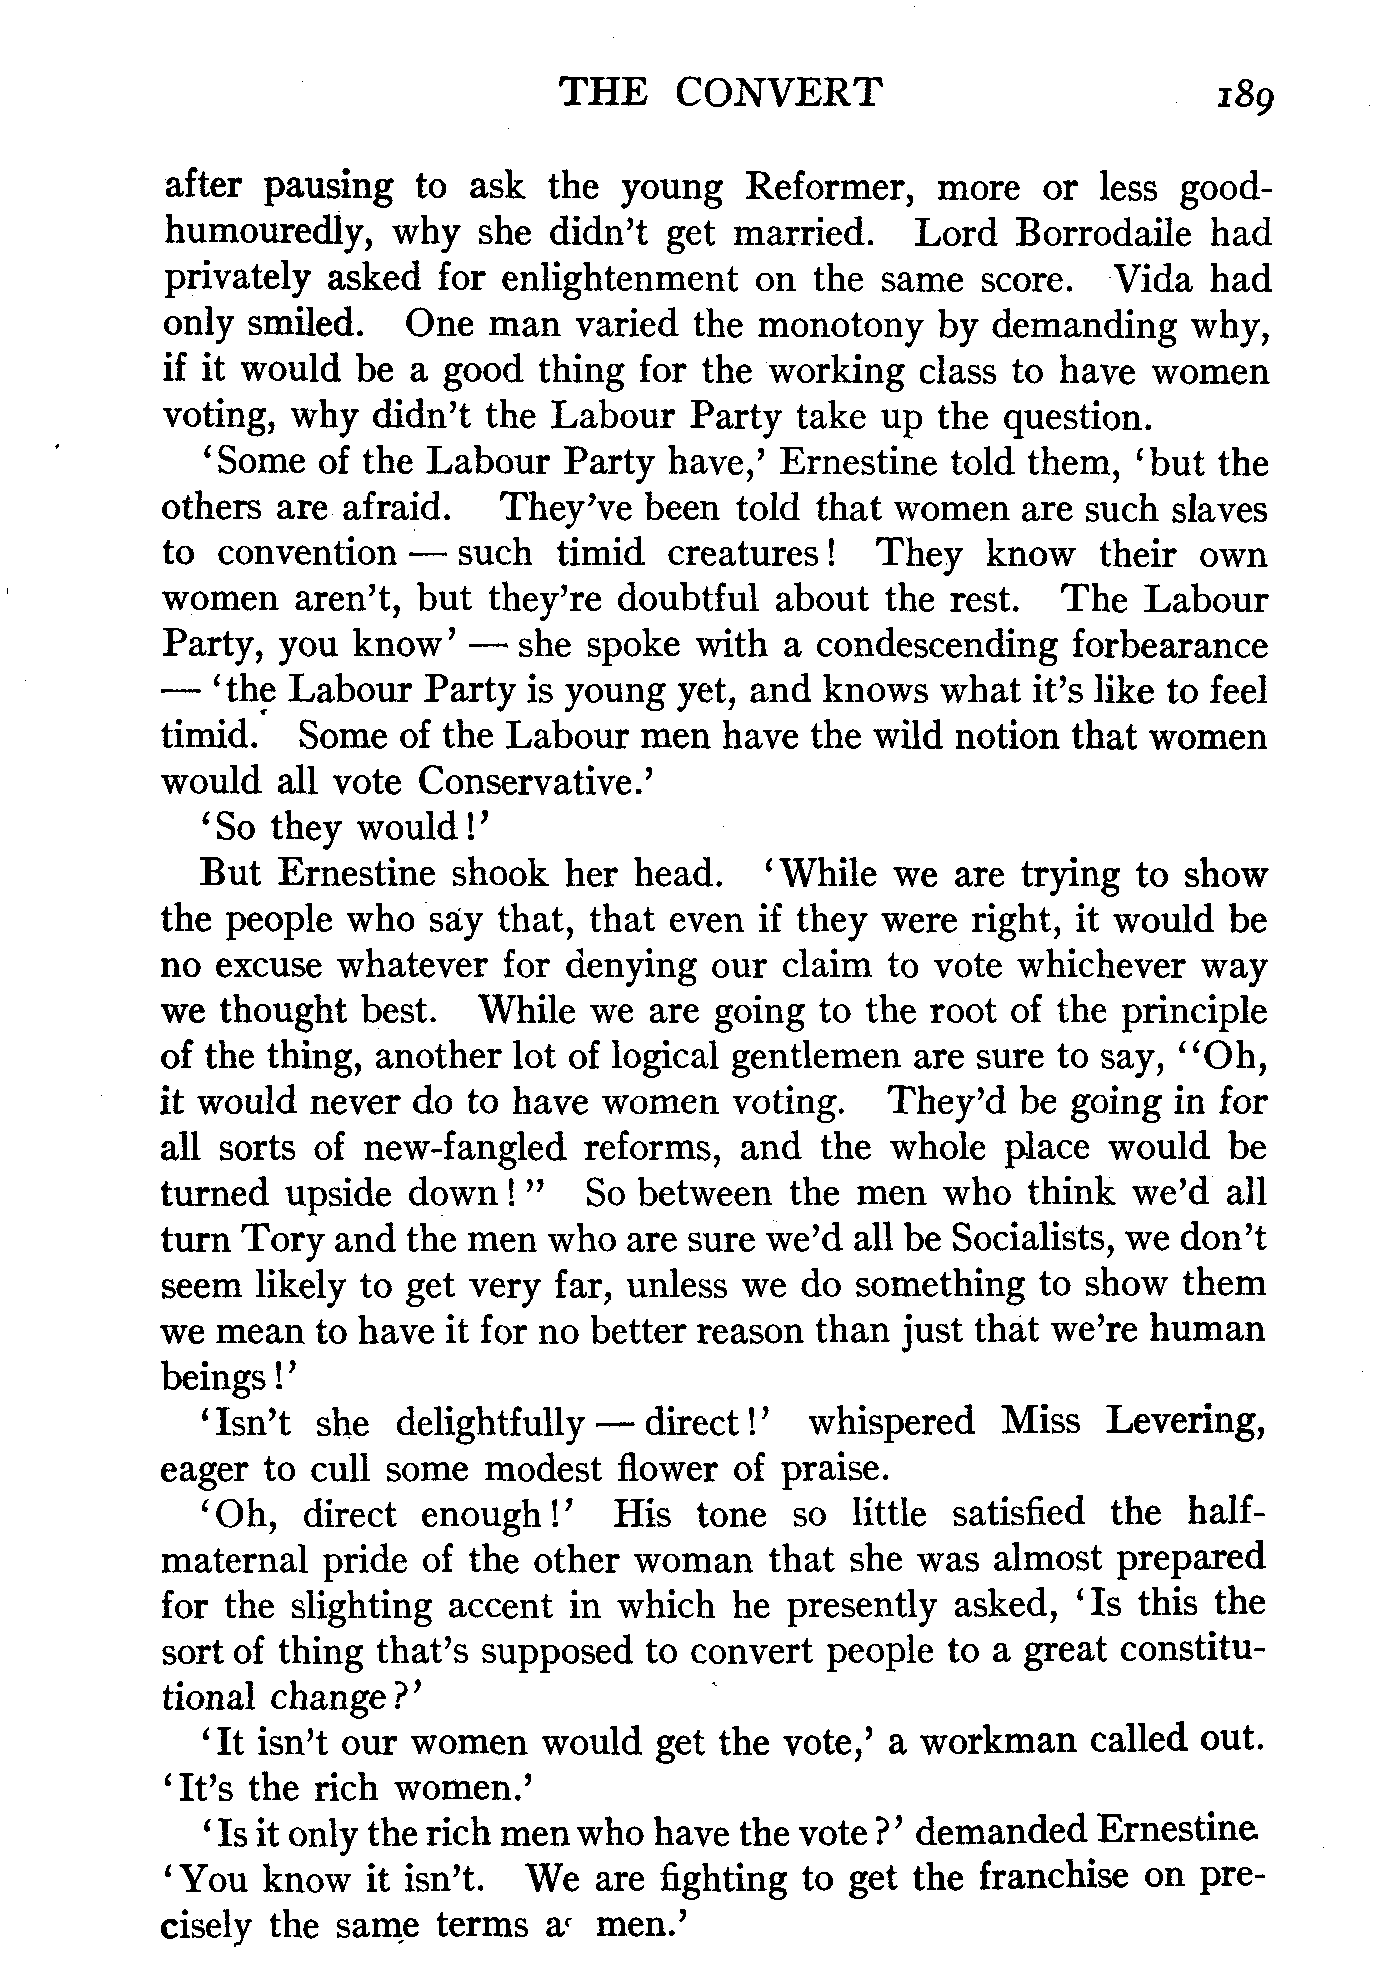 THE CONVERT 189
after pausing to ask the young Reformer, more or less good-
humouredly, why she didn't get married. Lord Borrodaile had
privately asked for enlightenment on the same score. Vida had
only smiled. One man varied the monotony by demanding why,
if it would be a good thing for the working class to have women
voting, why didn't the Labour Party take up the question.
'Some of the Labour Party have,' Ernestine told them, 'but the
others are afraid. They've been told that women are such slaves
to convention — such timid creatures! They know their own
women aren't, but they're doubtful about the rest. The Labour
Party, you know' — she spoke with a condescending forbearance
— 'the Labour Party is young yet, and knows what it's like to feel
timid. Some of the Labour men have the wild notion that women
would all vote Conservative.'
'So they would!'
But Ernestine shook her head. 'While we are trying to show
the people who say that, that even if they were right, it would be
no excuse whatever for denying our claim to vote whichever way
we thought best. While we are going to the root of the principle
of the thing, another lot of logical gentlemen are sure to say, "Oh,
it would never do to have women voting. They'd be going in for
all sorts of new-fangled reforms, and the whole place would be
turned upside down!" So between the men who think we'd all
turn Tory and the men who are sure we'd all be Socialists, we don't
seem likely to get very far, unless we do something to show them
we mean to have it for no better reason than just that we're human
beings!'
'Isn't she delightfully — direct!' whispered Miss Levering,
eager to cull some modest flower of praise.
'Oh, direct enough!' His tone so little satisfied the half-
maternal pride of the other woman that she was almost prepared
for the slighting accent in which he presently asked, 'Is this the
sort of thing that's supposed to convert people to a great constitu-
tional change?'
'It isn't our women would get the vote,' a workman called out.
'It's the rich women.'
'Is it only the rich men who have the vote?' demanded Ernestine
'You know it isn't. We are fighting to get the franchise on pre-
cisely the same terms as men.'